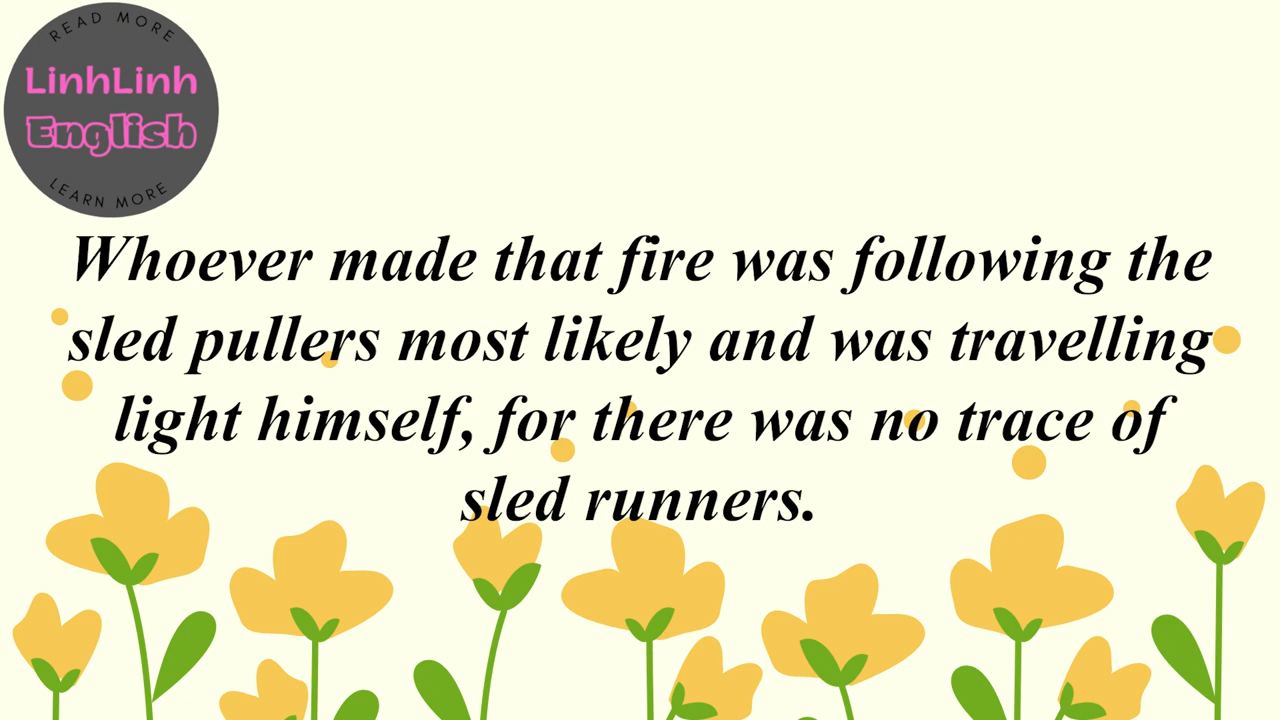 READ MORE
LinhLinh
English
LEARN MORE
Whoever made that fire was following the
sled pullers most likely and was travelling
light himself, for there was no trace of
sled runners.